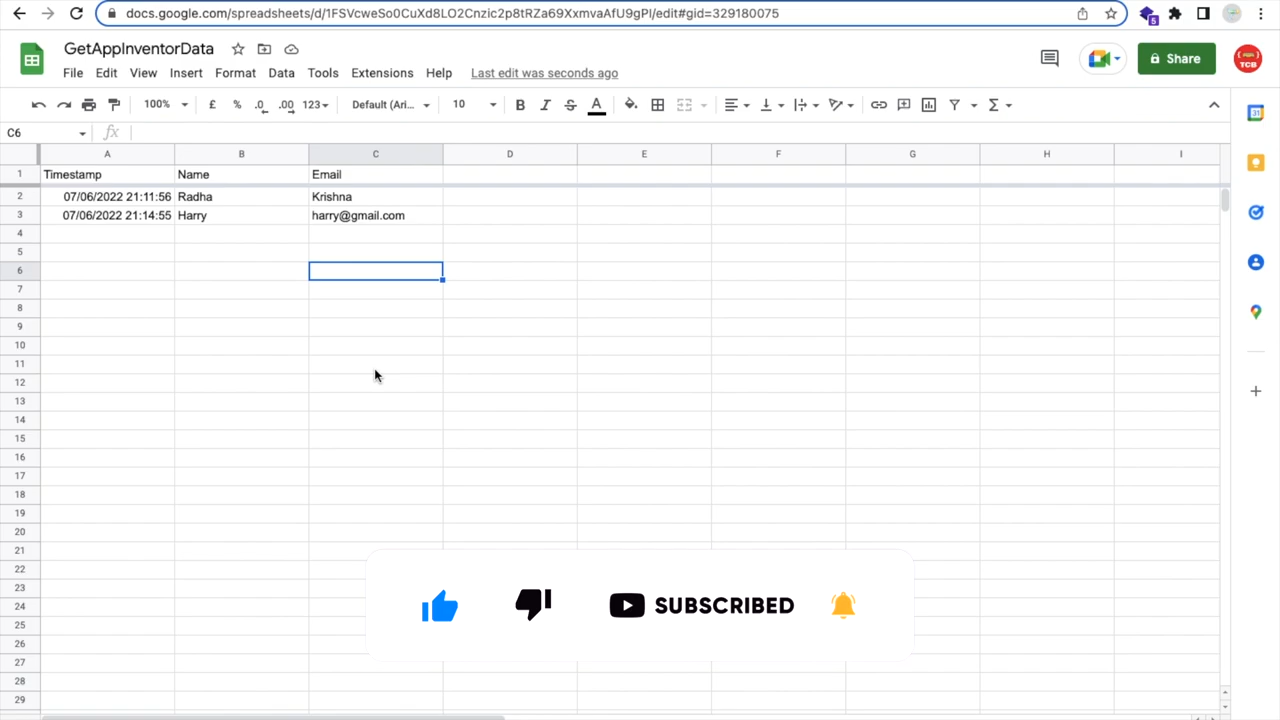 docs.google.com/spreadsheets/d/1FSVcweSo0CuXd8LO2Cnzic2p8tRZa69XxmvaAfU9gPI/edit#gid=329180075
5
GetAppInventorData
File Edit View Insert Format Data Tools Extensions Help Last edit was seconds ago
Share
TCB
100% £ % .0 .00 123 Default (Ari... 10 B I S A
31
C6 fx
A B C D E F G H I
1 Timestamp Name Email
2 07/06/2022 21:11:56 Radha Krishna
3 07/06/2022 21:14:55 Harry harry@gmail.com
4
5
6
7
8
9
10
11
12
13
14
15
16
17
18
19
20
21
22
23
24
SUBSCRIBED
25
26
27
28
29